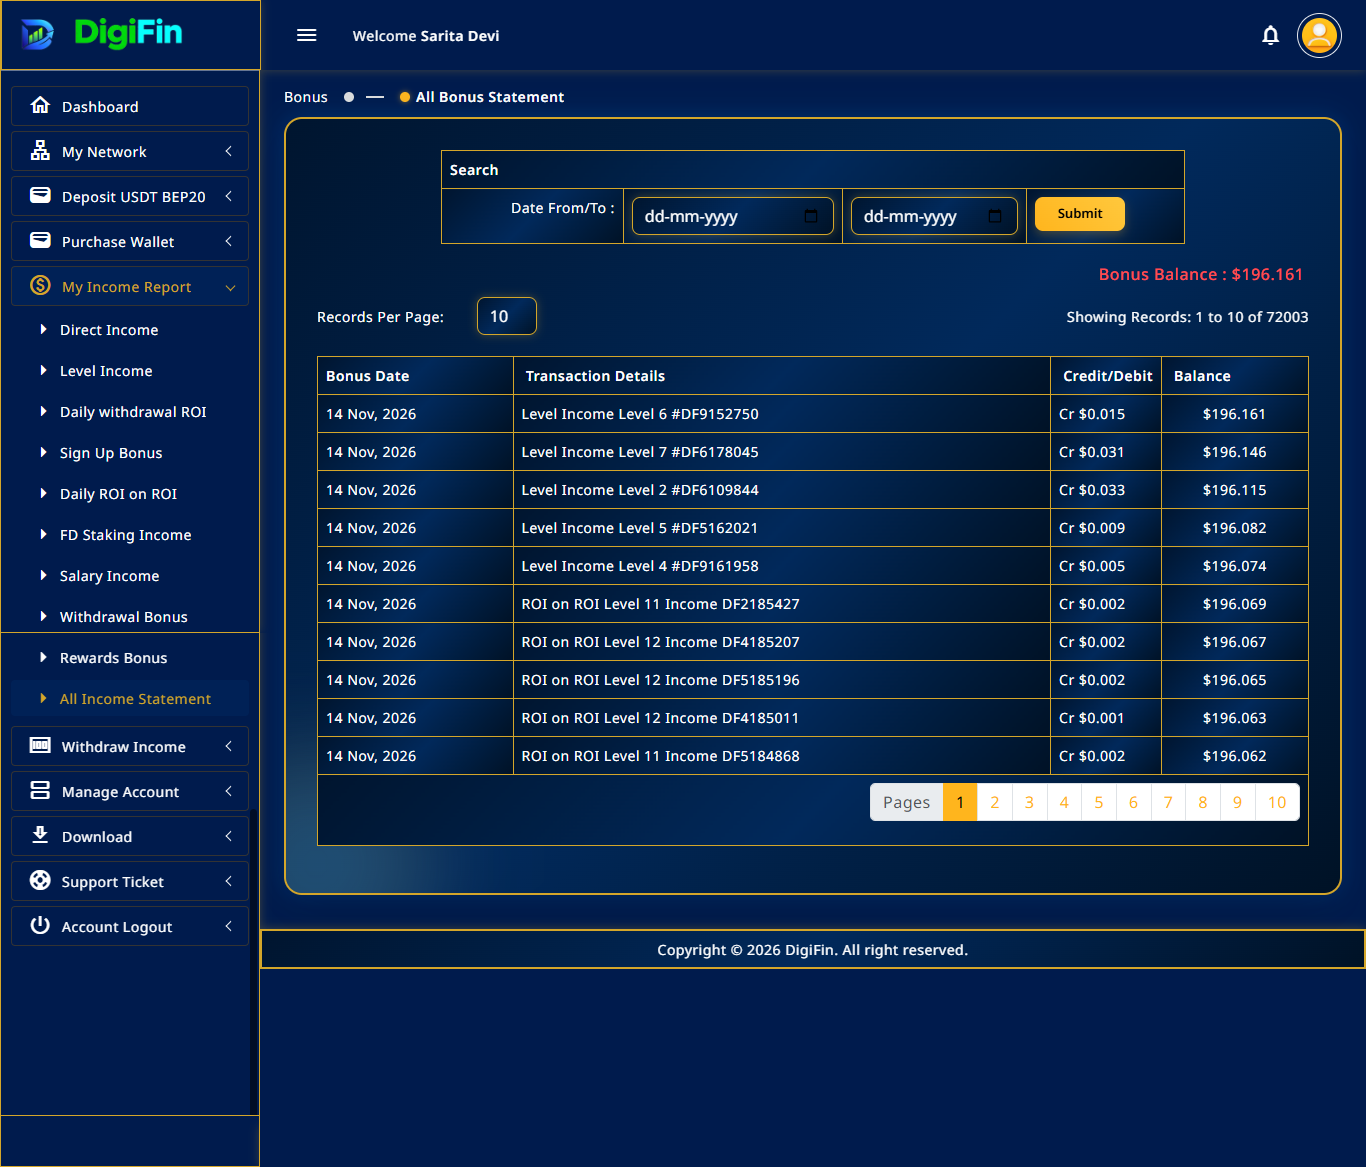 DigiFin
Welcome Sarita Devi
Dashboard
My Network
Deposit USDT BEP20
Purchase Wallet
My Income Report
Direct Income
Level Income
Daily withdrawal ROI
Sign Up Bonus
Daily ROI on ROI
FD Staking Income
Salary Income
Withdrawal Bonus
Rewards Bonus
All Income Statement
Withdraw Income
Manage Account
Download
Support Ticket
Account Logout
Bonus All Bonus Statement
Search
Date From/To : dd-mm-yyyy dd-mm-yyyy Submit
Bonus Balance : $196.161
Records Per Page: 10 Showing Records: 1 to 10 of 72003
Bonus Date Transaction Details Credit/Debit Balance
14 Nov, 2026 Level Income Level 6 #DF9152750 Cr $0.015 $196.161
14 Nov, 2026 Level Income Level 7 #DF6178045 Cr $0.031 $196.146
14 Nov, 2026 Level Income Level 2 #DF6109844 Cr $0.033 $196.115
14 Nov, 2026 Level Income Level 5 #DF5162021 Cr $0.009 $196.082
14 Nov, 2026 Level Income Level 4 #DF9161958 Cr $0.005 $196.074
14 Nov, 2026 ROI on ROI Level 11 Income DF2185427 Cr $0.002 $196.069
14 Nov, 2026 ROI on ROI Level 12 Income DF4185207 Cr $0.002 $196.067
14 Nov, 2026 ROI on ROI Level 12 Income DF5185196 Cr $0.002 $196.065
14 Nov, 2026 ROI on ROI Level 12 Income DF4185011 Cr $0.001 $196.063
14 Nov, 2026 ROI on ROI Level 11 Income DF5184868 Cr $0.002 $196.062
Pages 1 2 3 4 5 6 7 8 9 10
Copyright © 2026 DigiFin. All right reserved.